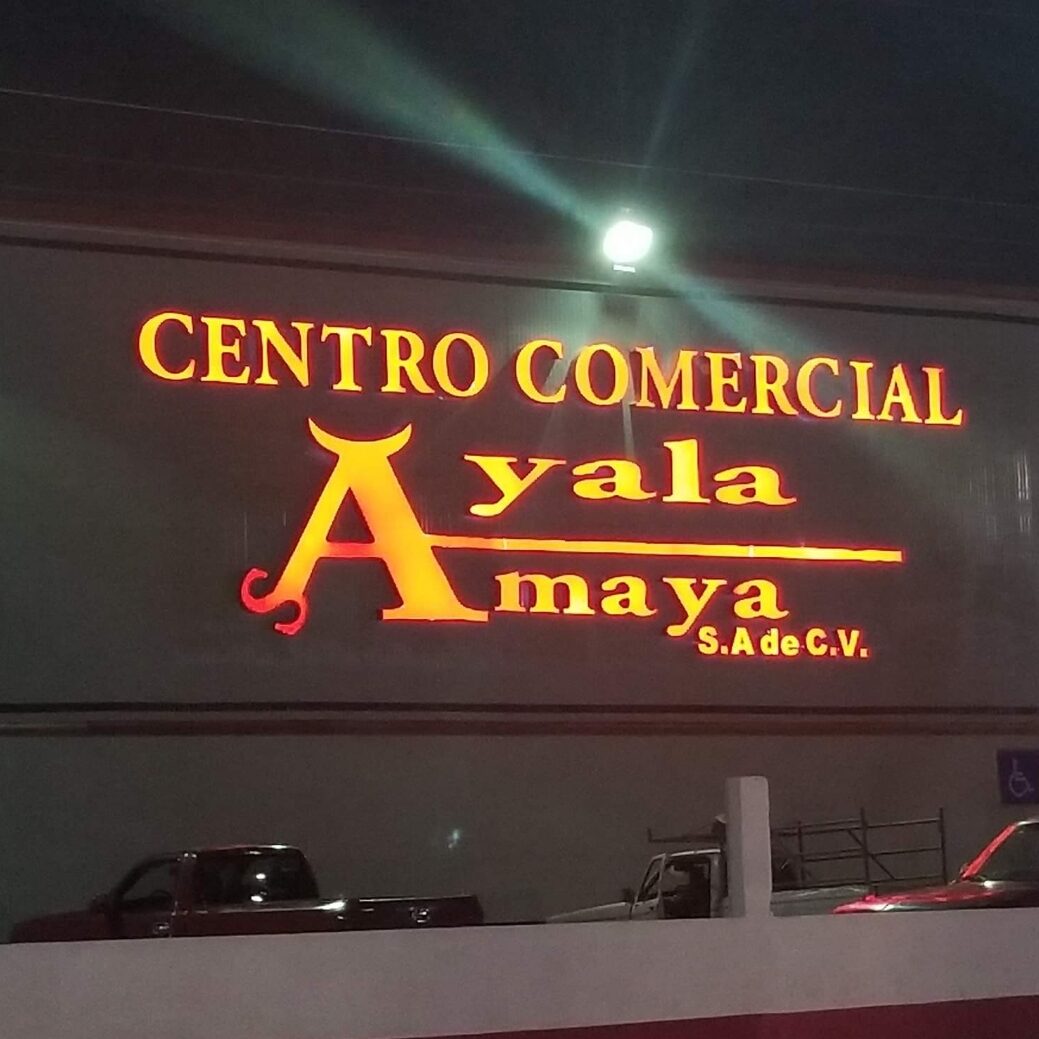 CENTRO COMERCIAL
Ayala
Amaya
S.A de C.V.